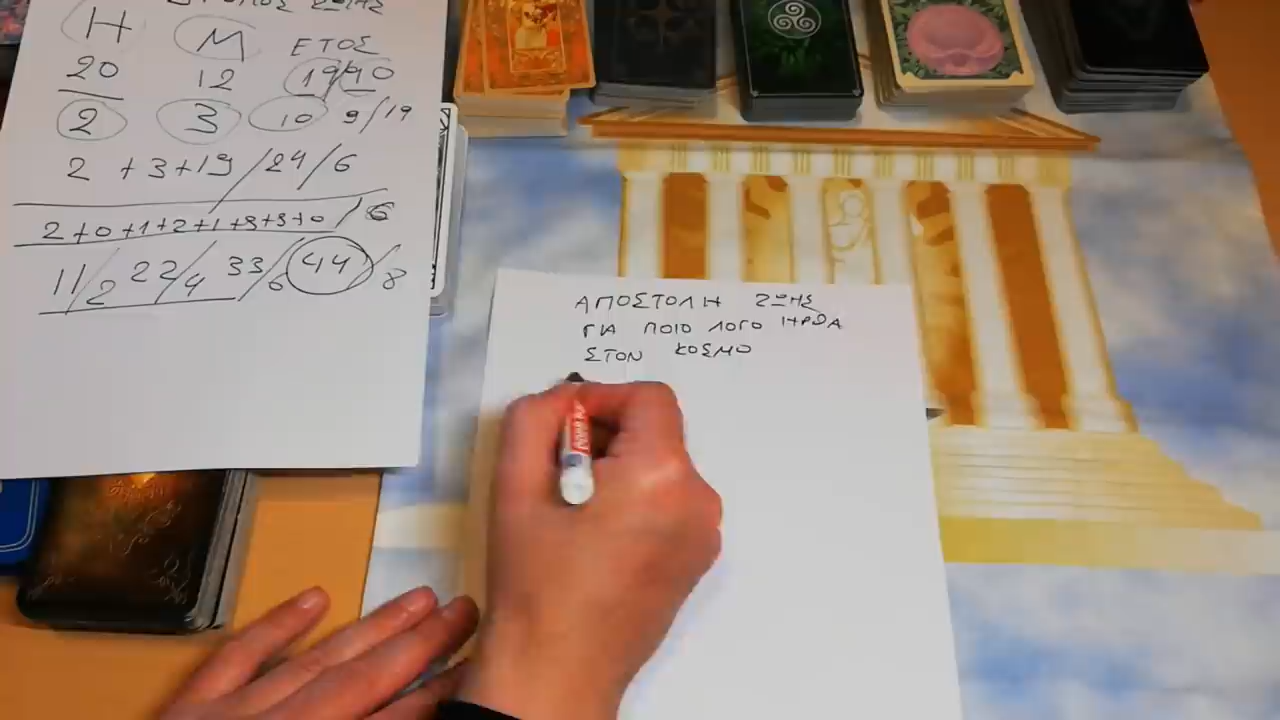 ΖΩΗΣ
Η Μ ΕΤΟΣ
20 12 1990
2 3 10 9/19
2 +3+19/24/6
2+0+1+2+1+9+9+0/6
11/2 22/4 33/6 44/8
ΑΠΟΣΤΟΛΗ ΖΩΗΣ
ΓΙΑ ΠΟΙΟ ΛΟΓΟ ΗΡΘΑ
ΣΤΟΝ ΚΟΣΜΟ